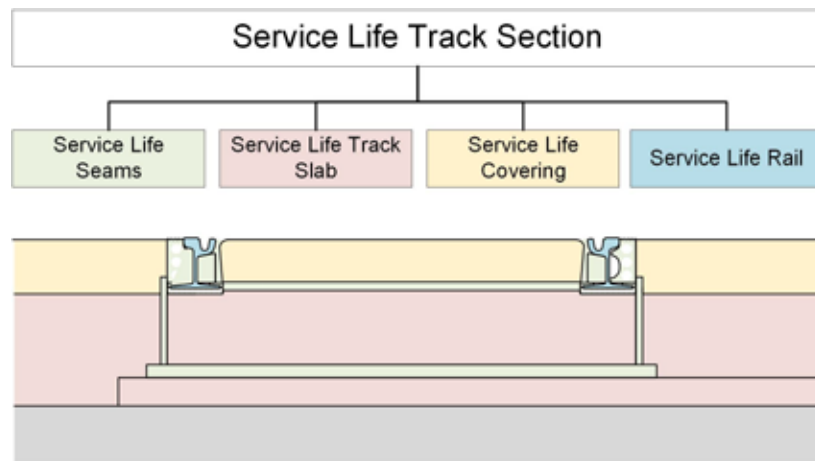 Service Life Track Section
Service Life
Seams
Service Life Track
Slab
Service Life
Covering
Service Life Rail